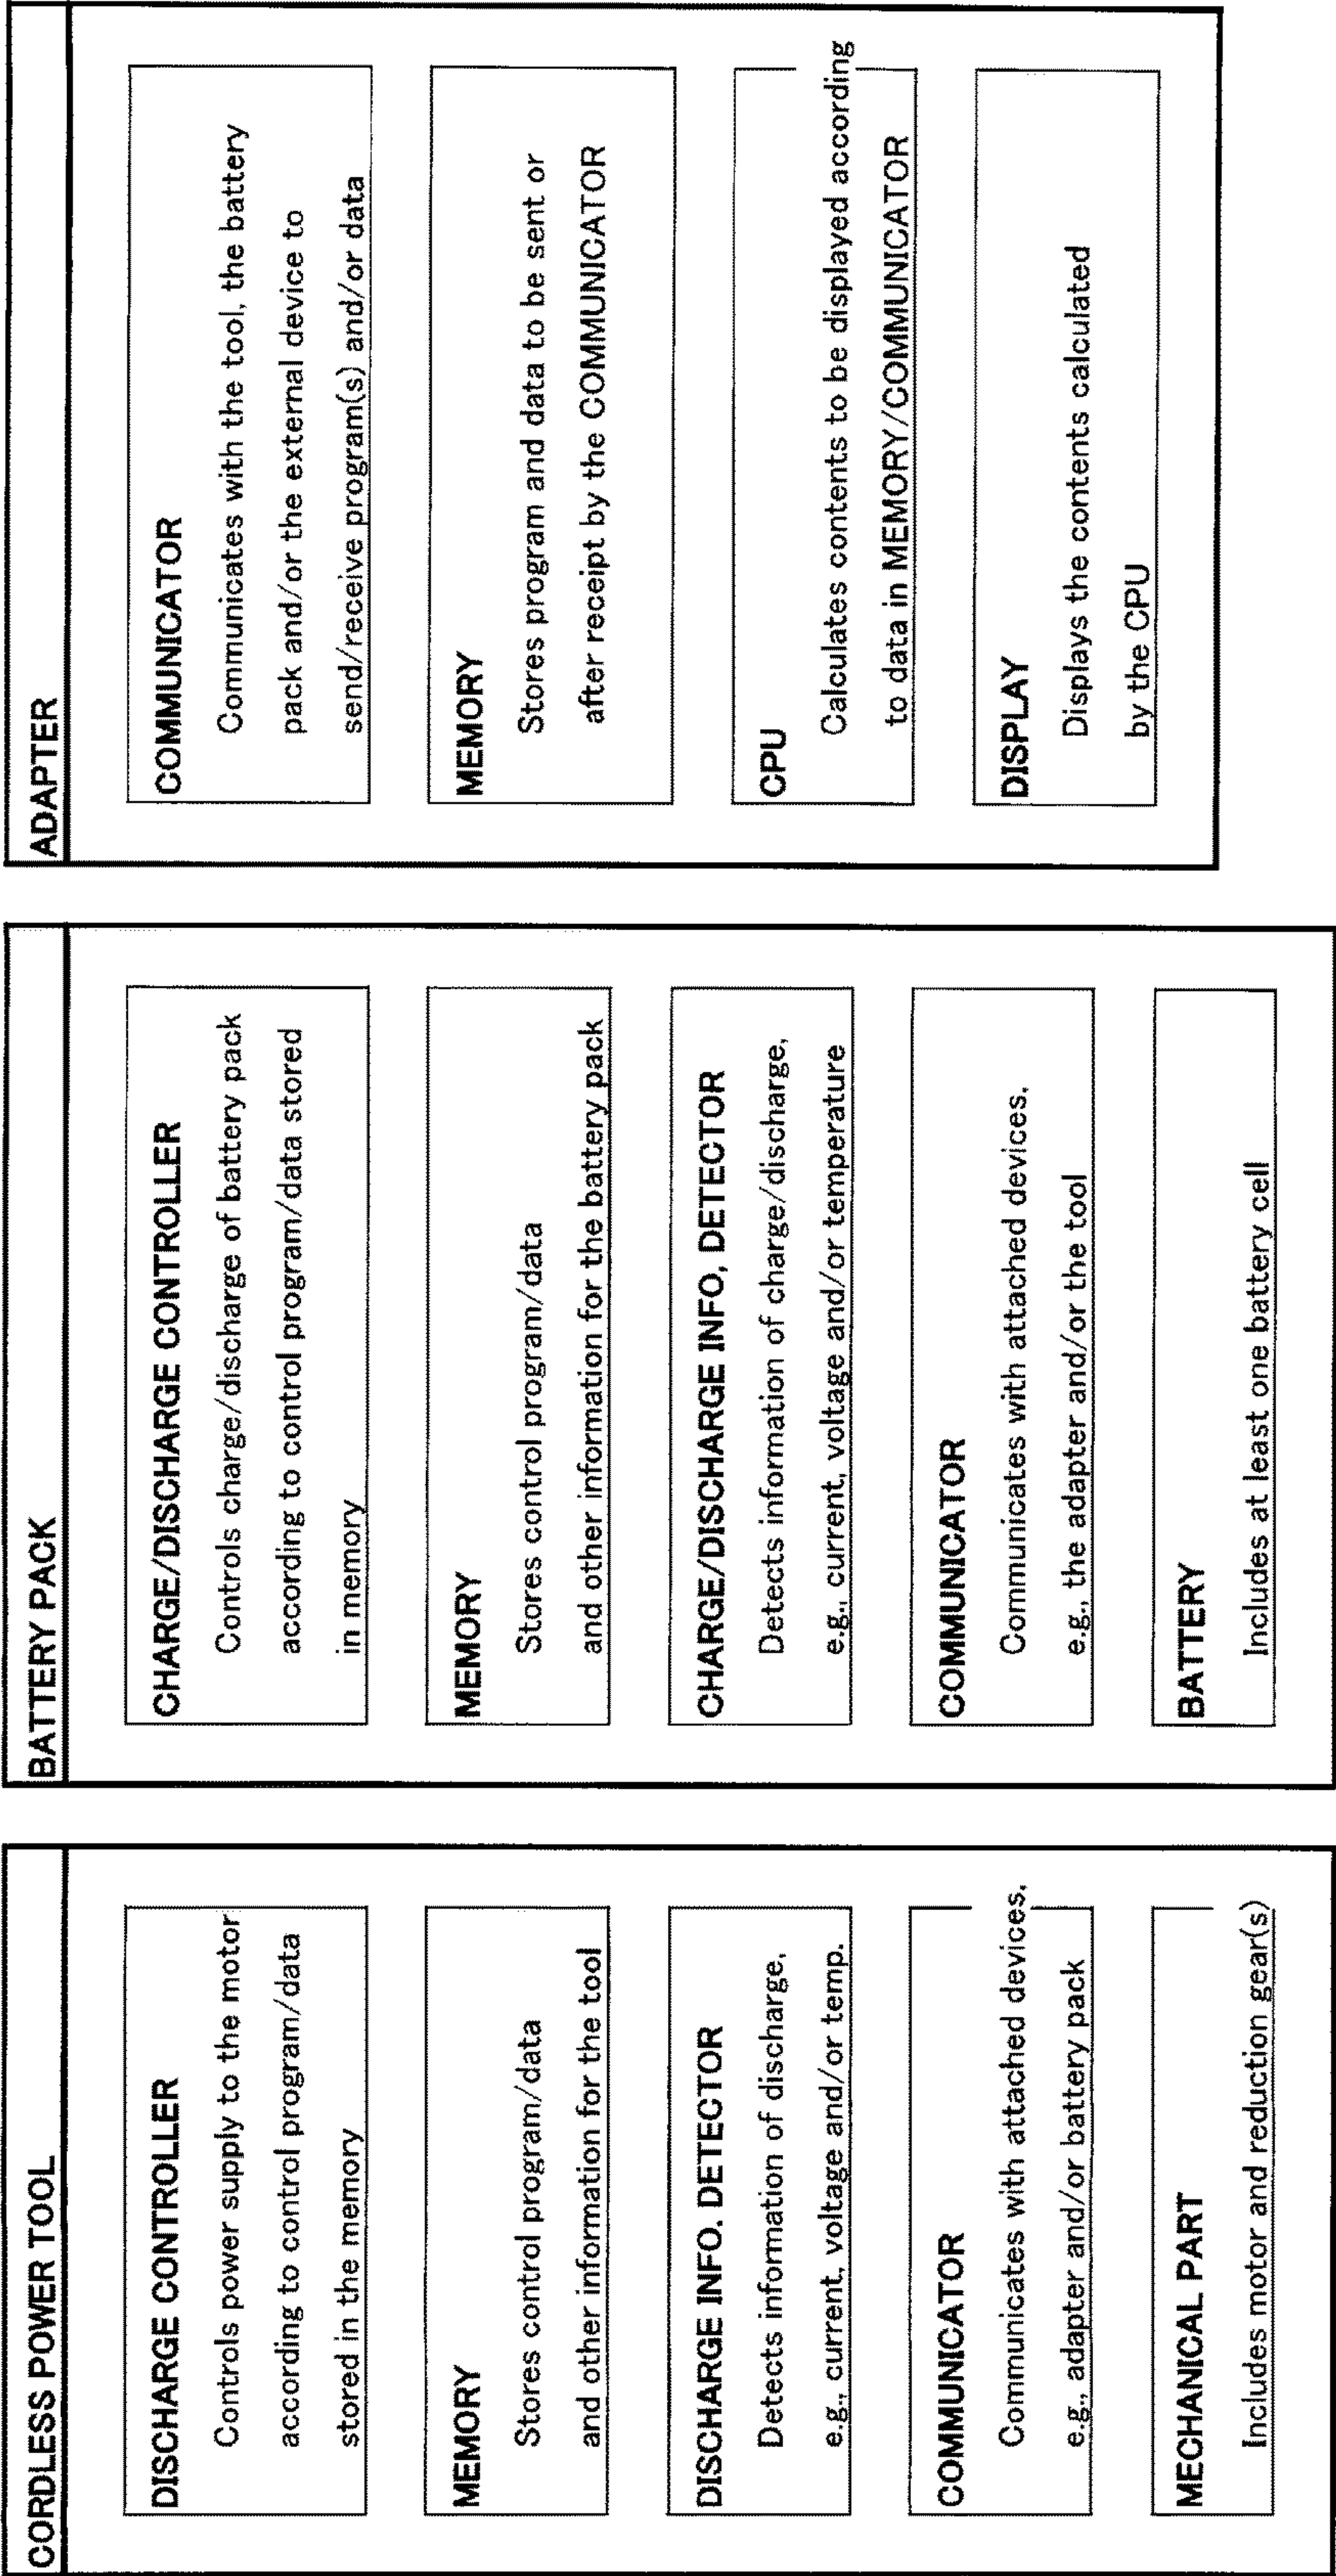 CORDLESS POWER TOOL
DISCHARGE CONTROLLER
Controls power supply to the motor
according to control program/data
stored in the memory
MEMORY
Stores control program/data
and other information for the tool
DISCHARGE INFO. DETECTOR
Detects information of discharge,
e.g., current, voltage and/or temp.
COMMUNICATOR
Communicates with attached devices,
e.g., adapter and/or battery pack
MECHANICAL PART
Includes motor and reduction gear(s)
BATTERY PACK
CHARGE/DISCHARGE CONTROLLER
Controls charge/discharge of battery pack
according to control program/data stored
in memory
MEMORY
Stores control program/data
and other information for the battery pack
CHARGE/DISCHARGE INFO, DETECTOR
Detects information of charge/discharge,
e.g., current, voltage and/or temperature
COMMUNICATOR
Communicates with attached devices,
e.g., the adapter and/or the tool
BATTERY
Includes at least one battery cell
ADAPTER
COMMUNICATOR
Communicates with the tool, the battery
pack and/or the external device to
send/receive program(s) and/or data
MEMORY
Stores program and data to be sent or
after receipt by the COMMUNICATOR
CPU
Calculates contents to be displayed according
to data in MEMORY/COMMUNICATOR
DISPLAY
Displays the contents calculated
by the CPU